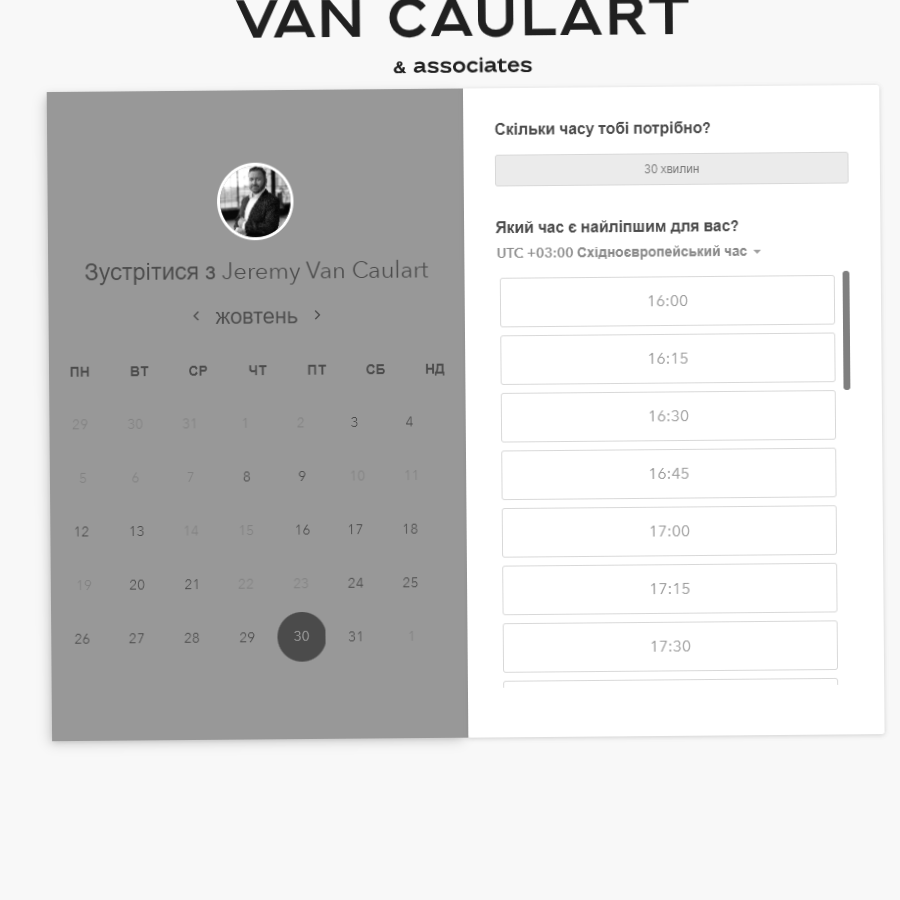 VAN CAULART
& associates
Зустрітися з Jeremy Van Caulart
‹ жовтень ›
ПН ВТ СР ЧТ ПТ СБ НД
29 30 31 1 2 3 4
5 6 7 8 9 10 11
12 13 14 15 16 17 18
19 20 21 22 23 24 25
26 27 28 29 30 31 1
Скільки часу тобі потрібно?
30 хвилин
Який час є найліпшим для вас?
UTC +03:00 Східноєвропейський час
16:00
16:15
16:30
16:45
17:00
17:15
17:30